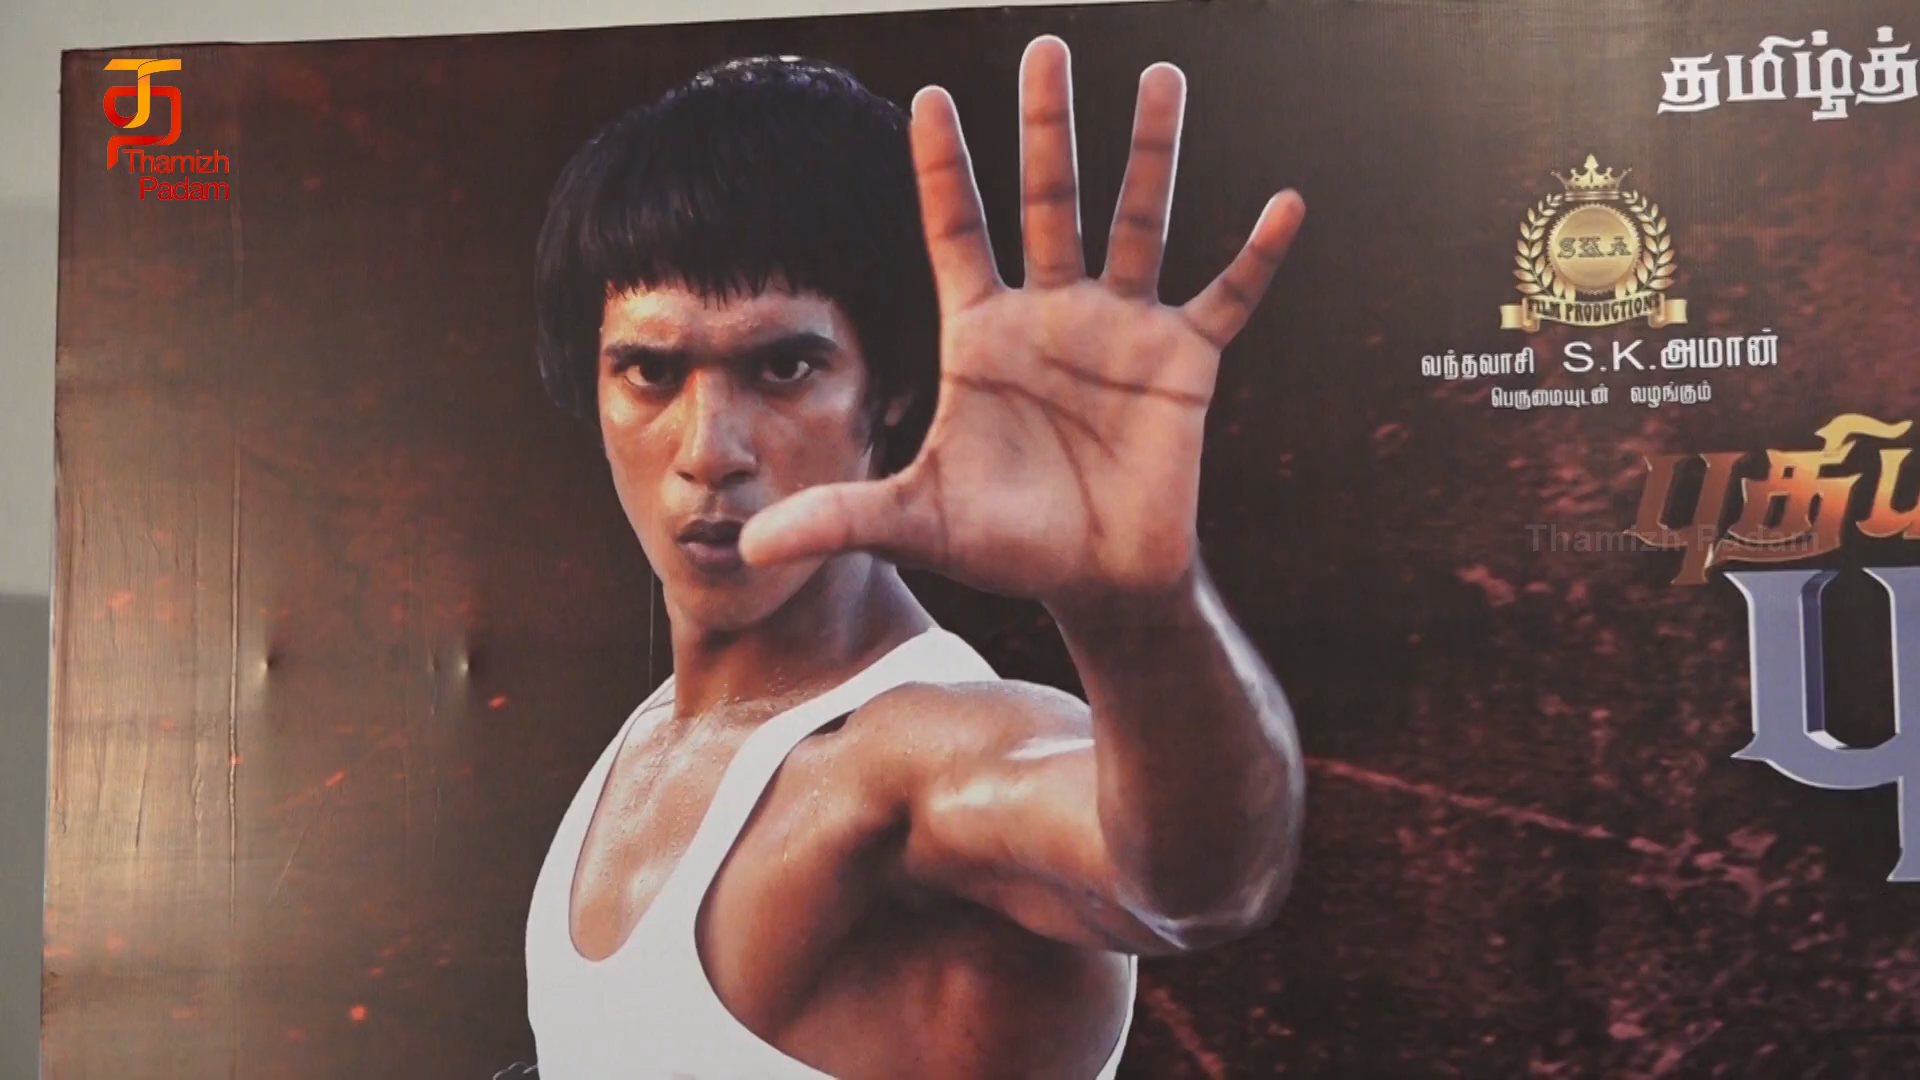 த
Thamizh
Padam
தமிழ்த்
SKA
FILM PRODUCTIONS
வந்தவாசி S.K.அமான்
பெருமையுடன் வழங்கும்
Thamizh Padam